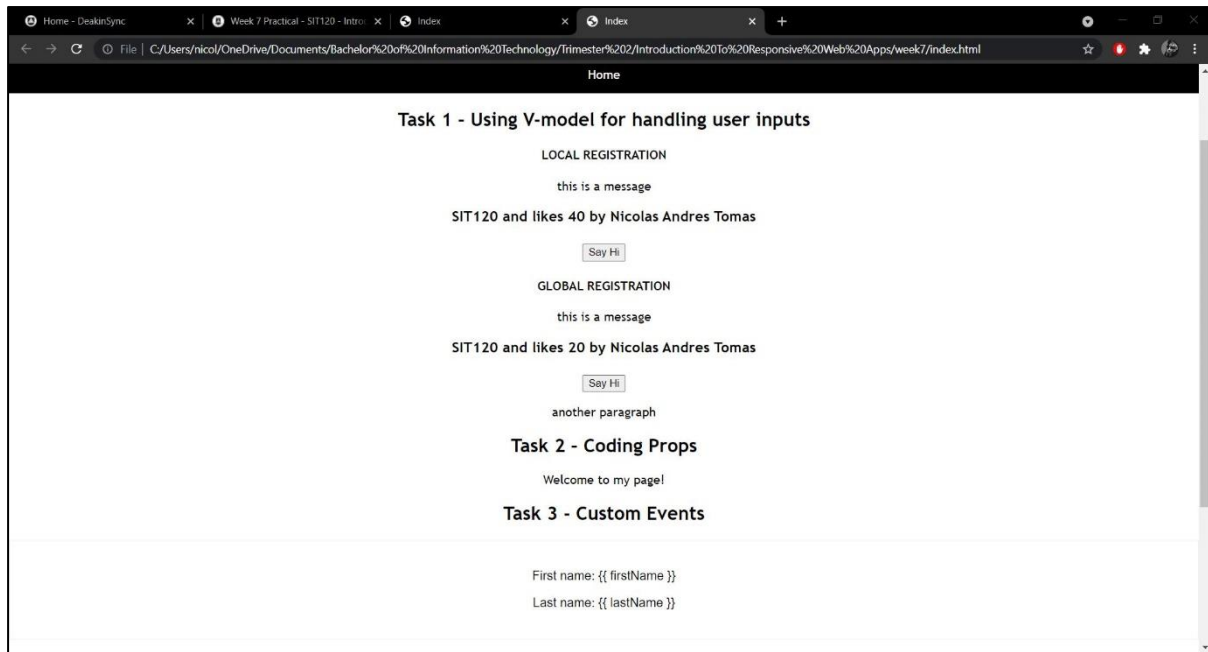 Home - DeakinSync
Week 7 Practical - SIT120 - Introd
Index
Index
File | C:/Users/nicol/OneDrive/Documents/Bachelor%20of%20Information%20Technology/Trimester%202/Introduction%20To%20Responsive%20Web%20Apps/week7/index.html
Home
Task 1 - Using V-model for handling user inputs
LOCAL REGISTRATION
this is a message
SIT120 and likes 40 by Nicolas Andres Tomas
Say Hi
GLOBAL REGISTRATION
this is a message
SIT120 and likes 20 by Nicolas Andres Tomas
Say Hi
another paragraph
Task 2 - Coding Props
Welcome to my page!
Task 3 - Custom Events
First name: {{ firstName }}
Last name: {{ lastName }}